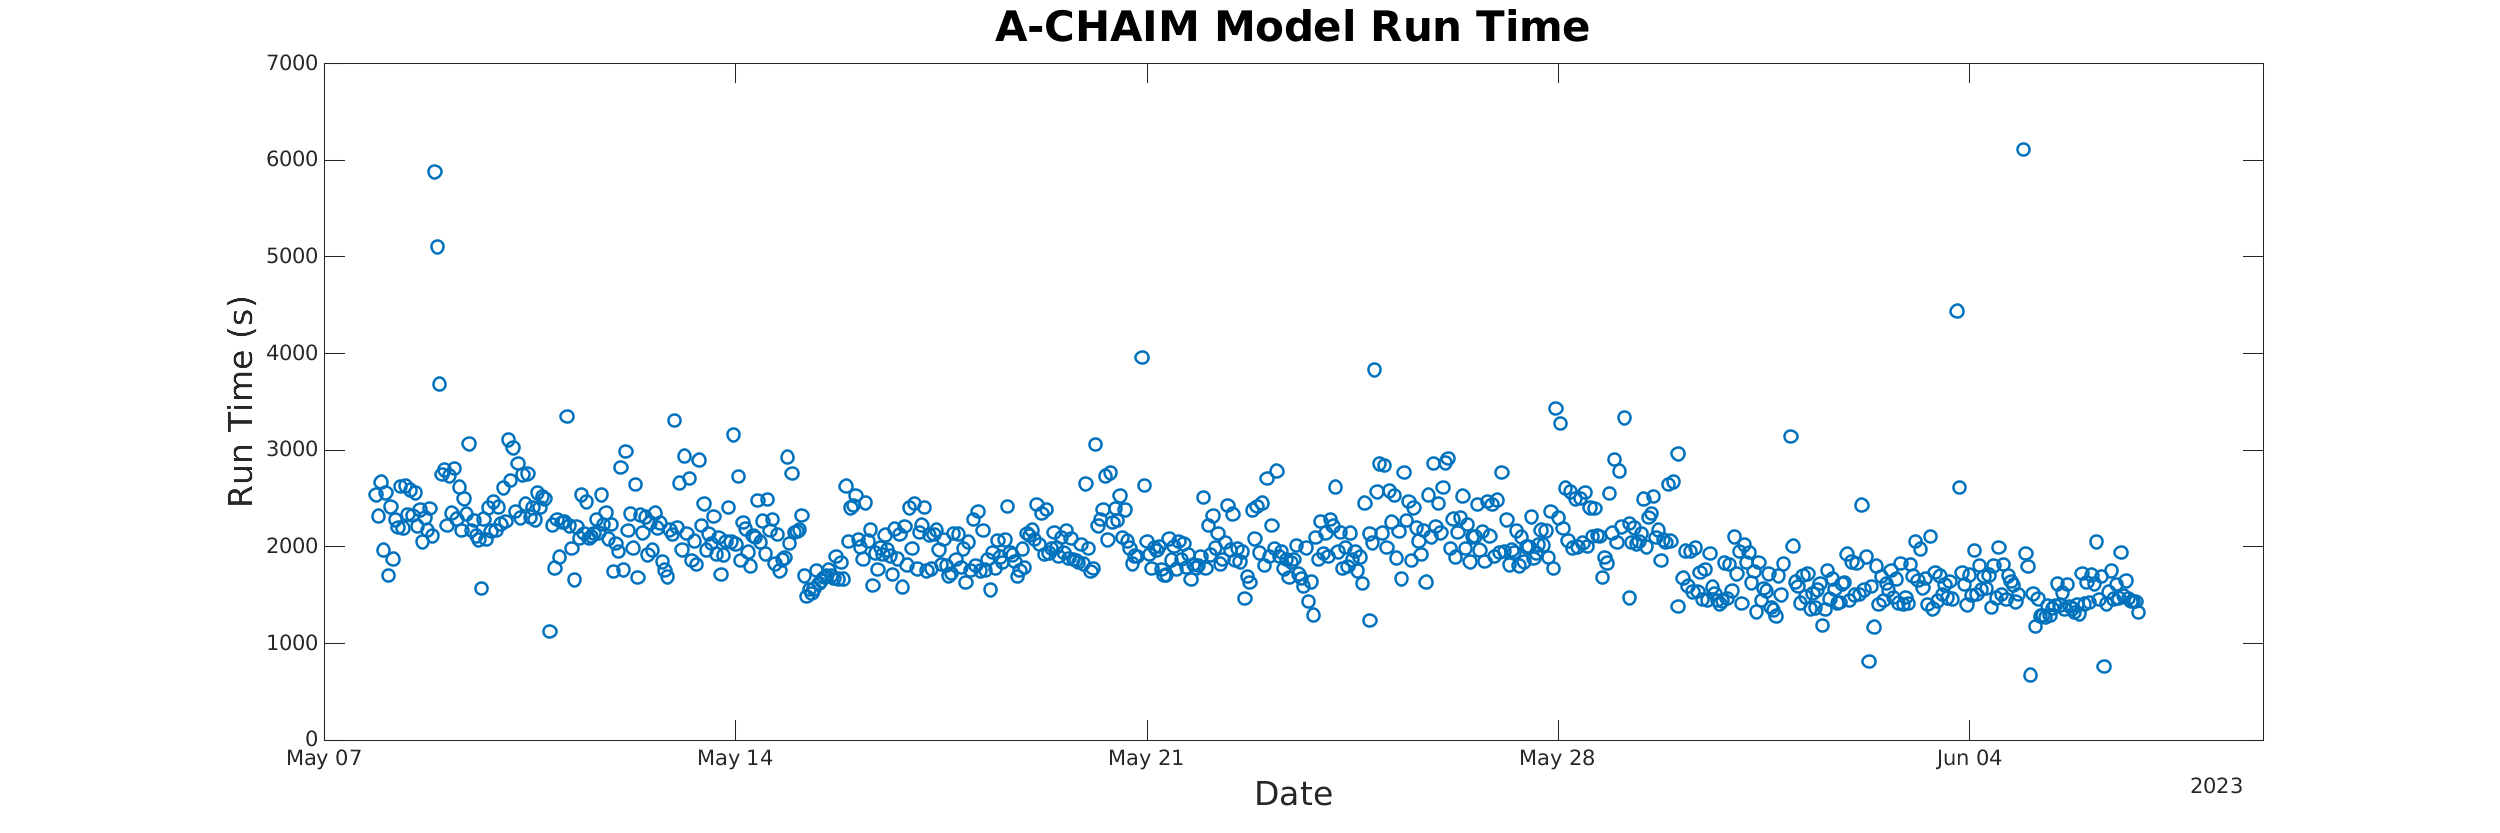 A-CHAIM Model Run Time
7000
6000
5000
4000
3000
2000
1000
0
Run Time (s)
May 07
May 14
May 21
May 28
Jun 04
2023
Date